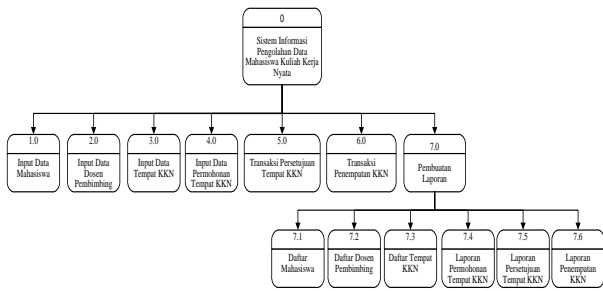 0
Sistem Informasi
Pengolahan Data
Mahasiswa Kuliah Kerja
Nyata
1.0
Input Data
Mahasiswa
2.0
Input Data
Dosen
Pembimbing
3.0
Input Data
Tempat KKN
4.0
Input Data
Permohonan
Tempat KKN
5.0
Transaksi Persetujuan
Tempat KKN
6.0
Transaksi
Penempatan KKN
7.0
Pembuatan
Laporan
7.1
Daftar
Mahasiswa
7.2
Daftar Dosen
Pembimbing
7.3
Daftar Tempat
KKN
7.4
Laporan
Permohonan
Tempat KKN
7.5
Laporan
Persetujuan
Tempat KKN
7.6
Laporan
Penempatan
KKN